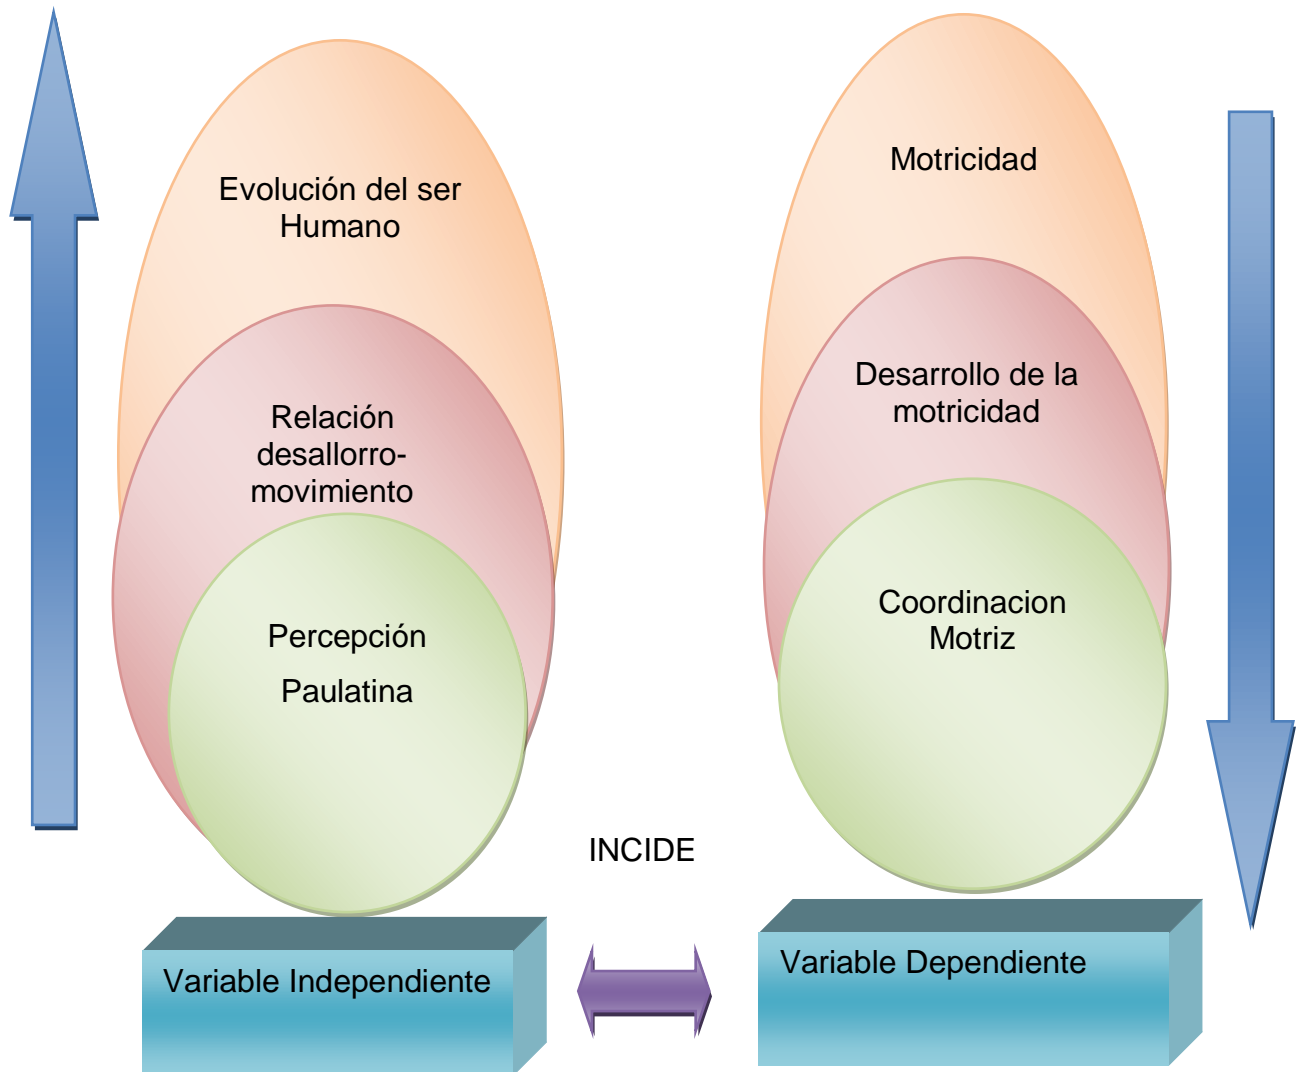 Evolución del ser
Humano
Relación
desallorro-
movimiento
Percepción
Paulatina
Variable Independiente
INCIDE
Motricidad
Desarrollo de la
motricidad
Coordinacion
Motriz
Variable Dependiente